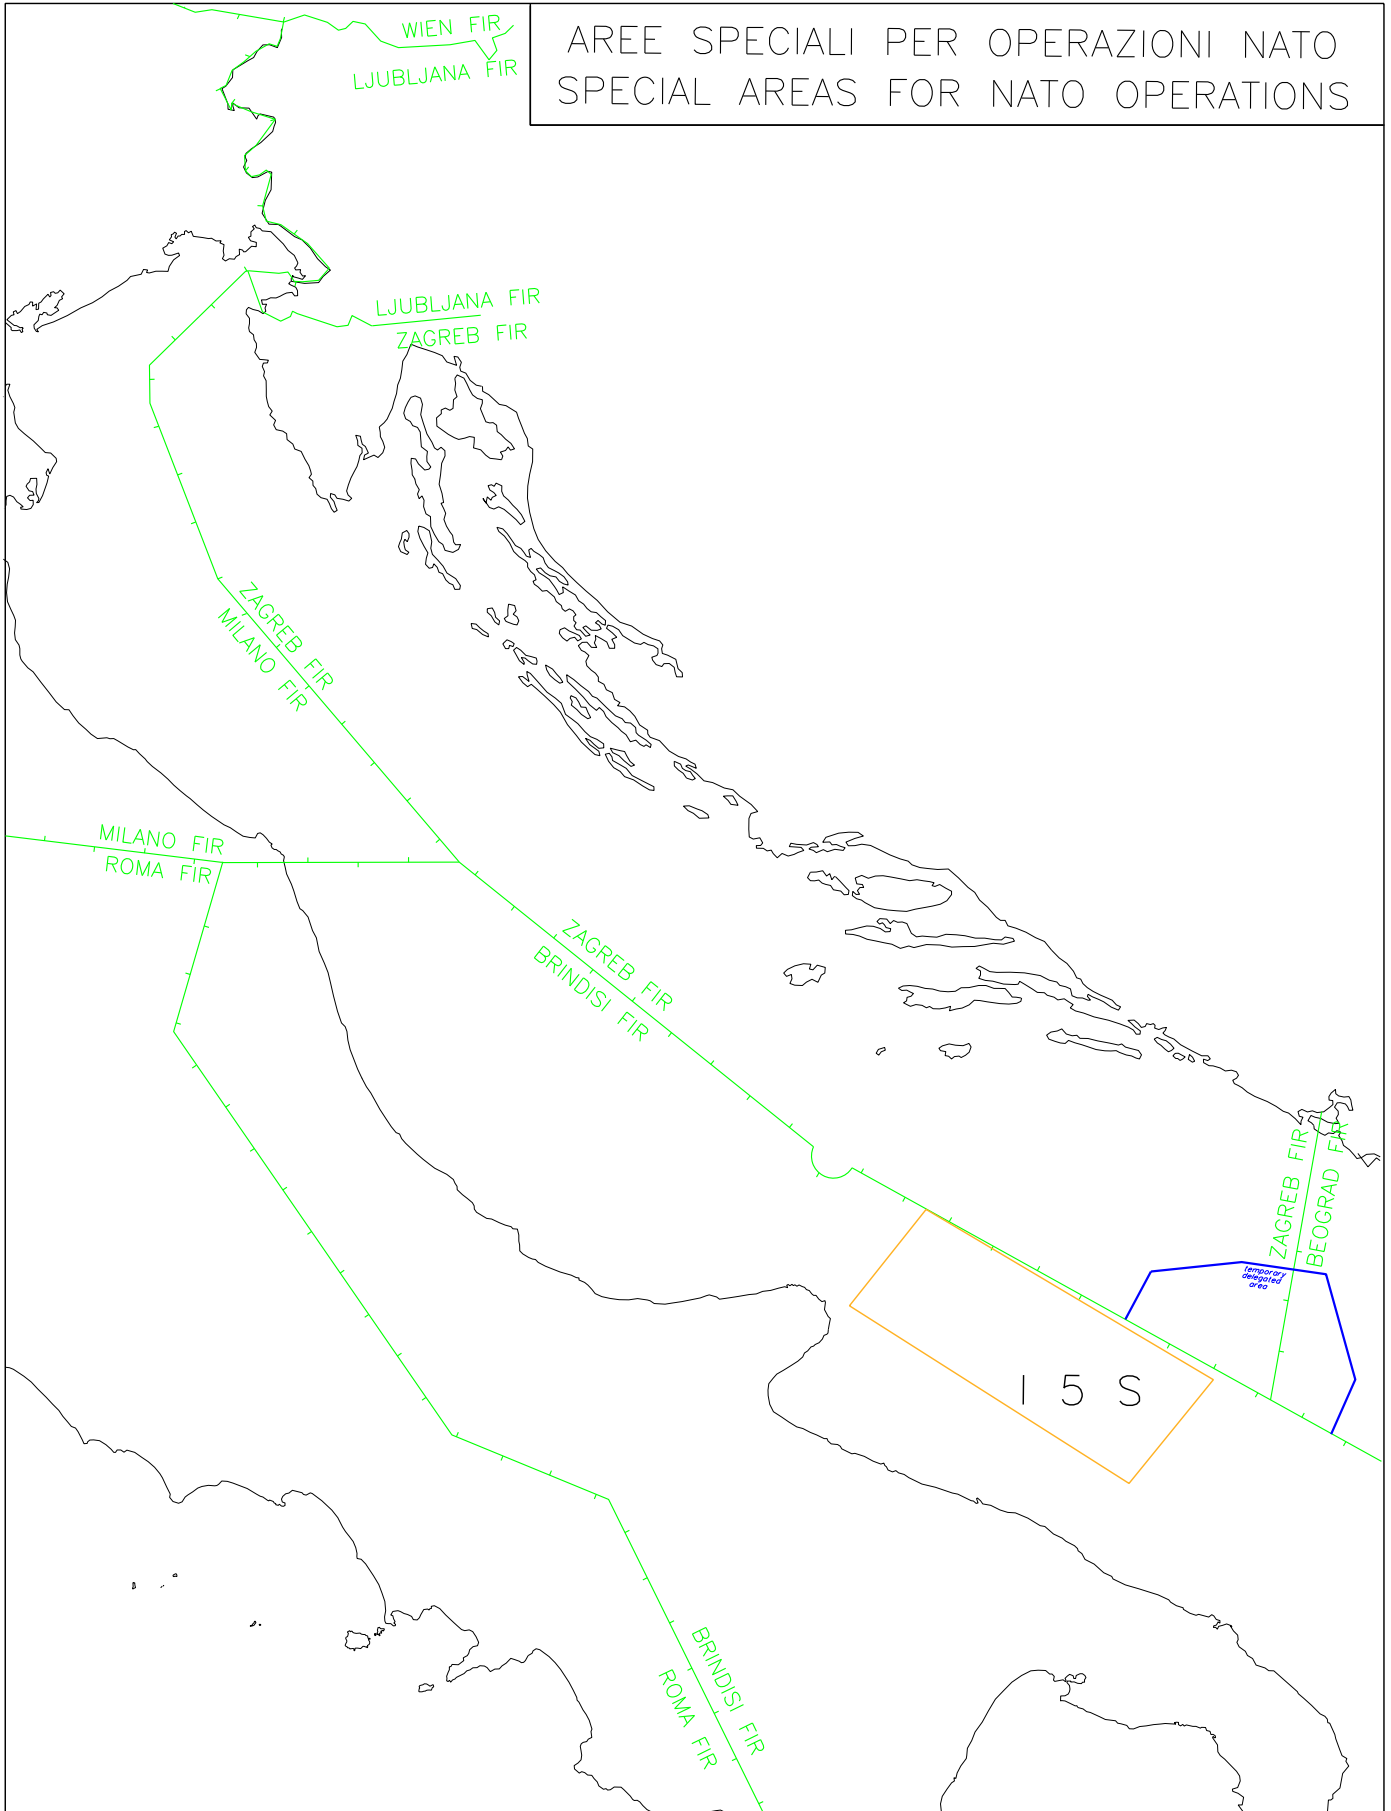 AREE SPECIALI PER OPERAZIONI NATO
SPECIAL AREAS FOR NATO OPERATIONS
WIEN FIR
LJUBLJANA FIR
LJUBLJANA FIR
ZAGREB FIR
ZAGREB FIR
MILANO FIR
MILANO FIR
ROMA FIR
ZAGREB FIR
BRINDISI FIR
ZAGREB FIR
BEOGRAD FIR
temporary
delegated
area
I 5 S
BRINDISI FIR
ROMA FIR